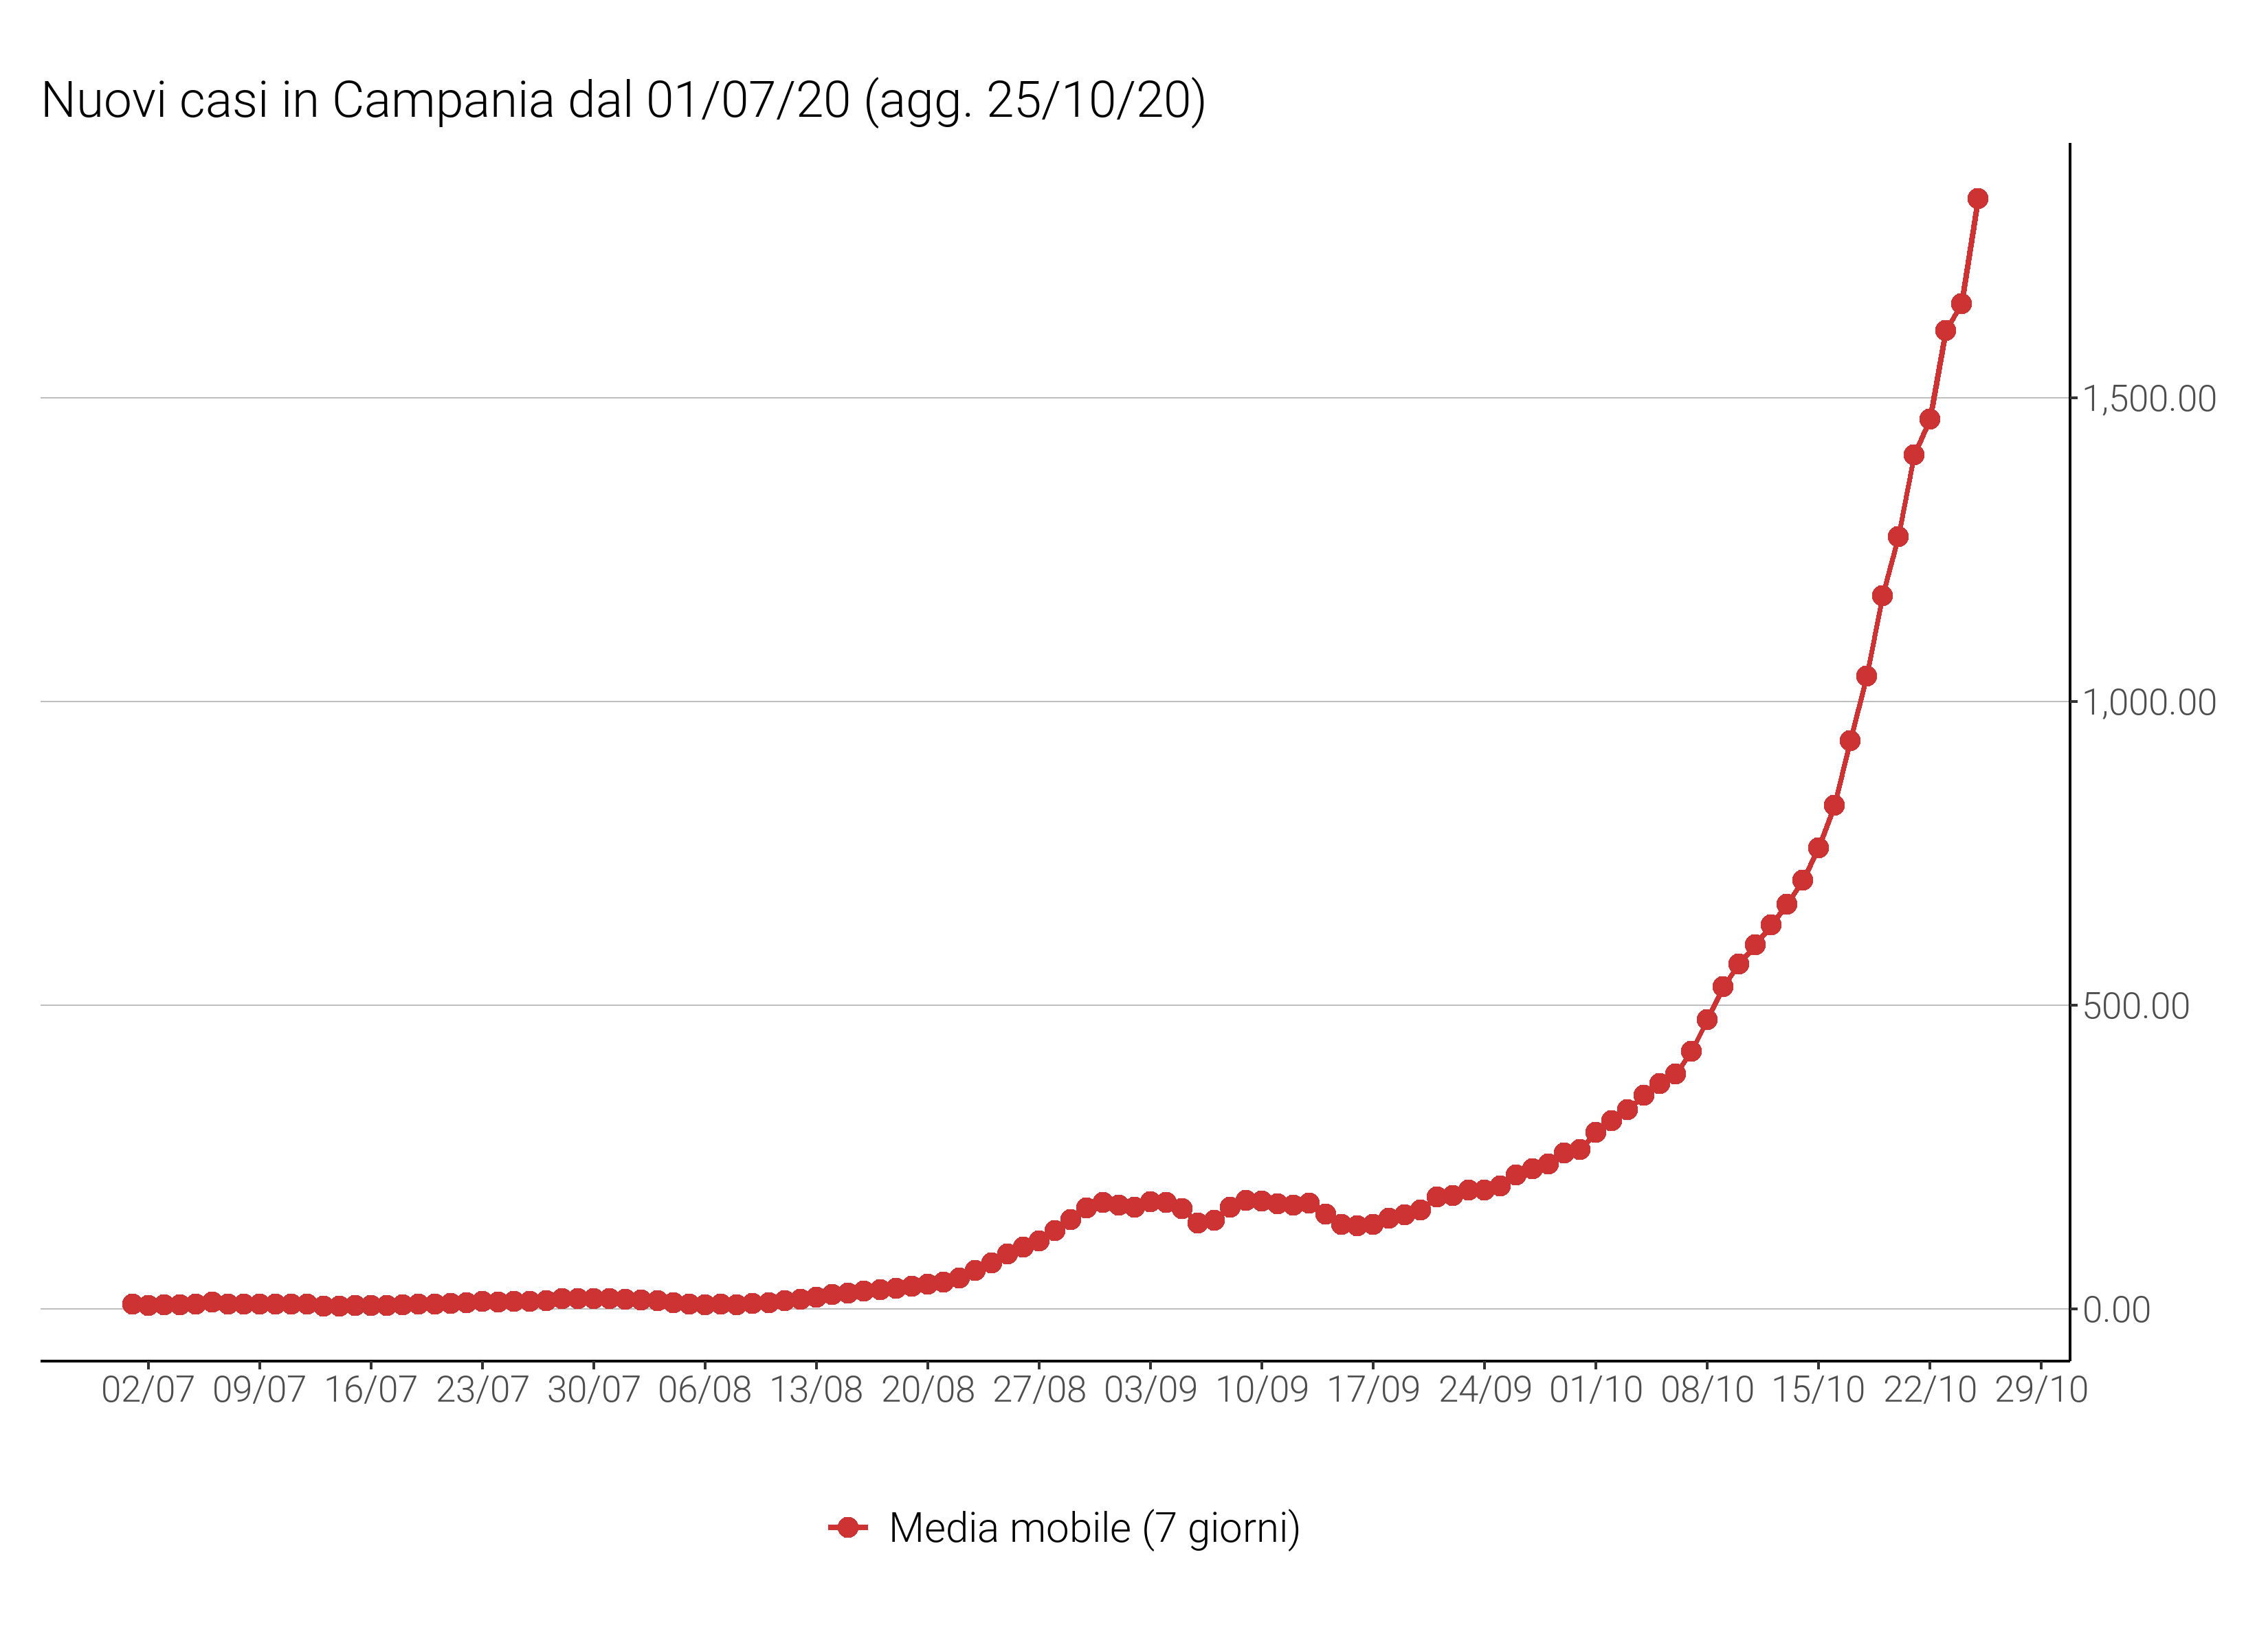 Nuovi casi in Campania dal 01/07/20 (agg. 25/10/20)
1,500.00
1,000.00
500.00
0.00
02/07 09/07 16/07 23/07 30/07 06/08 13/08 20/08 27/08 03/09 10/09 17/09 24/09 01/10 08/10 15/10 22/10 29/10
Media mobile (7 giorni)